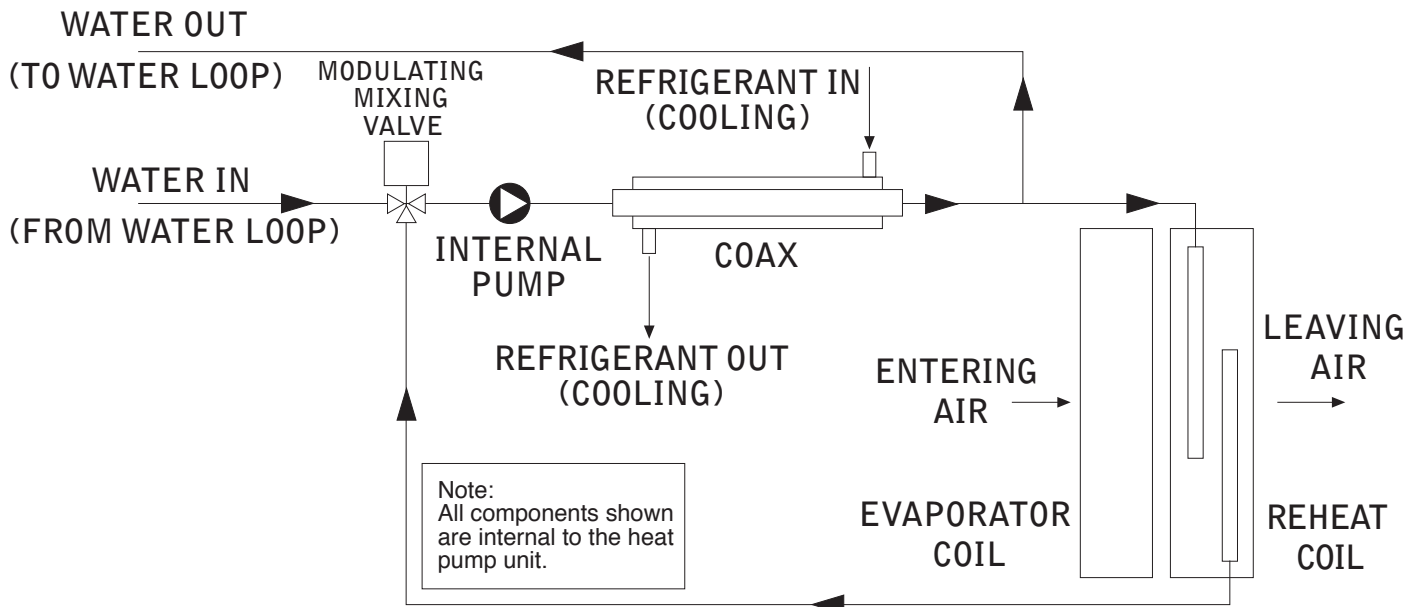 WATER OUT
(TO WATER LOOP)
MODULATING
MIXING
VALVE
REFRIGERANT IN
(COOLING)
WATER IN
(FROM WATER LOOP)
INTERNAL
PUMP
COAX
REFRIGERANT OUT
(COOLING)
ENTERING
AIR
LEAVING
AIR
Note:
All components shown
are internal to the heat
pump unit.
EVAPORATOR
COIL
REHEAT
COIL